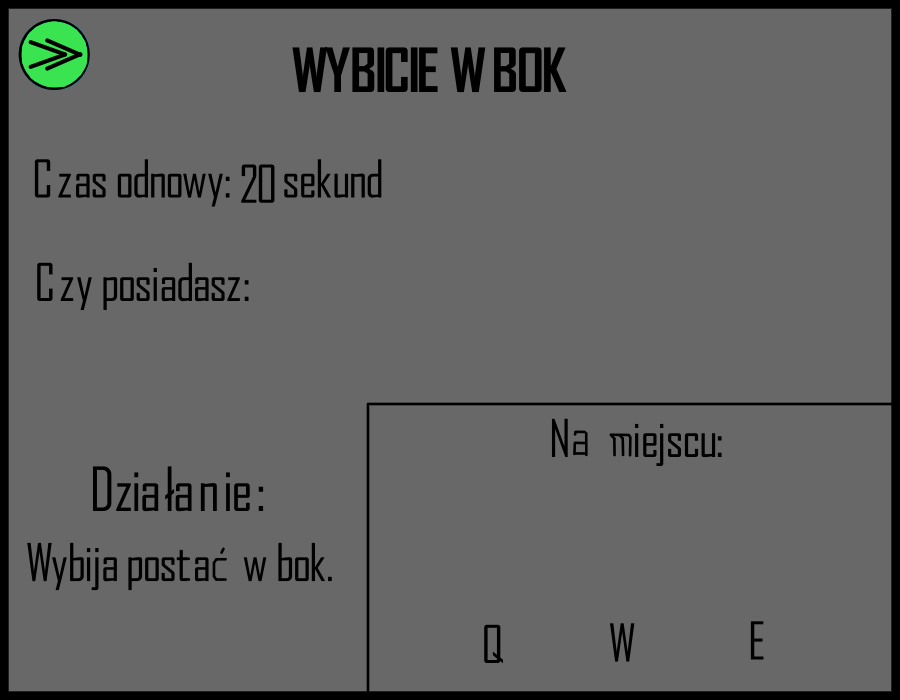 WYBICIE W BOK
Czas odnowy: 20 sekund
Czy posiadasz:
Na miejscu:
Działanie:
Wybija postać w bok.
Q W E